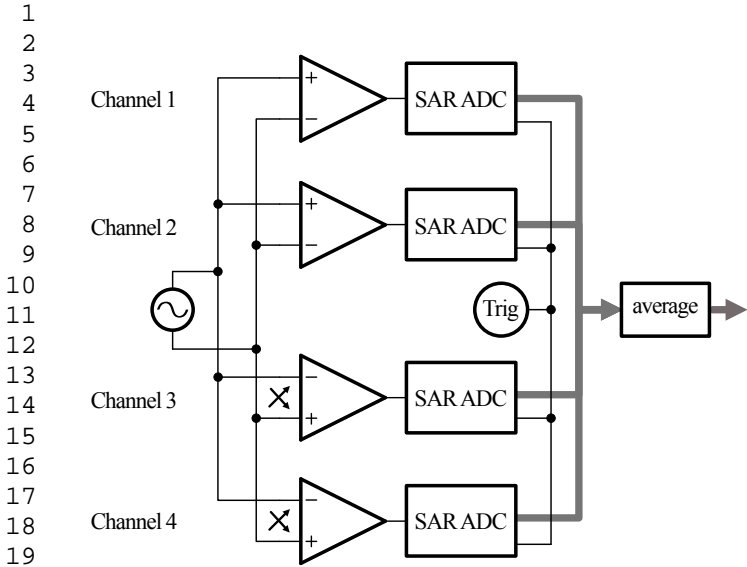 1
2
3
4
5
6
7
8
9
10
11
12
13
14
15
16
17
18
19
Channel 1
+
−
SAR ADC
Channel 2
+
−
SAR ADC
Trig
average
Channel 3
−
+
SAR ADC
Channel 4
−
+
SAR ADC